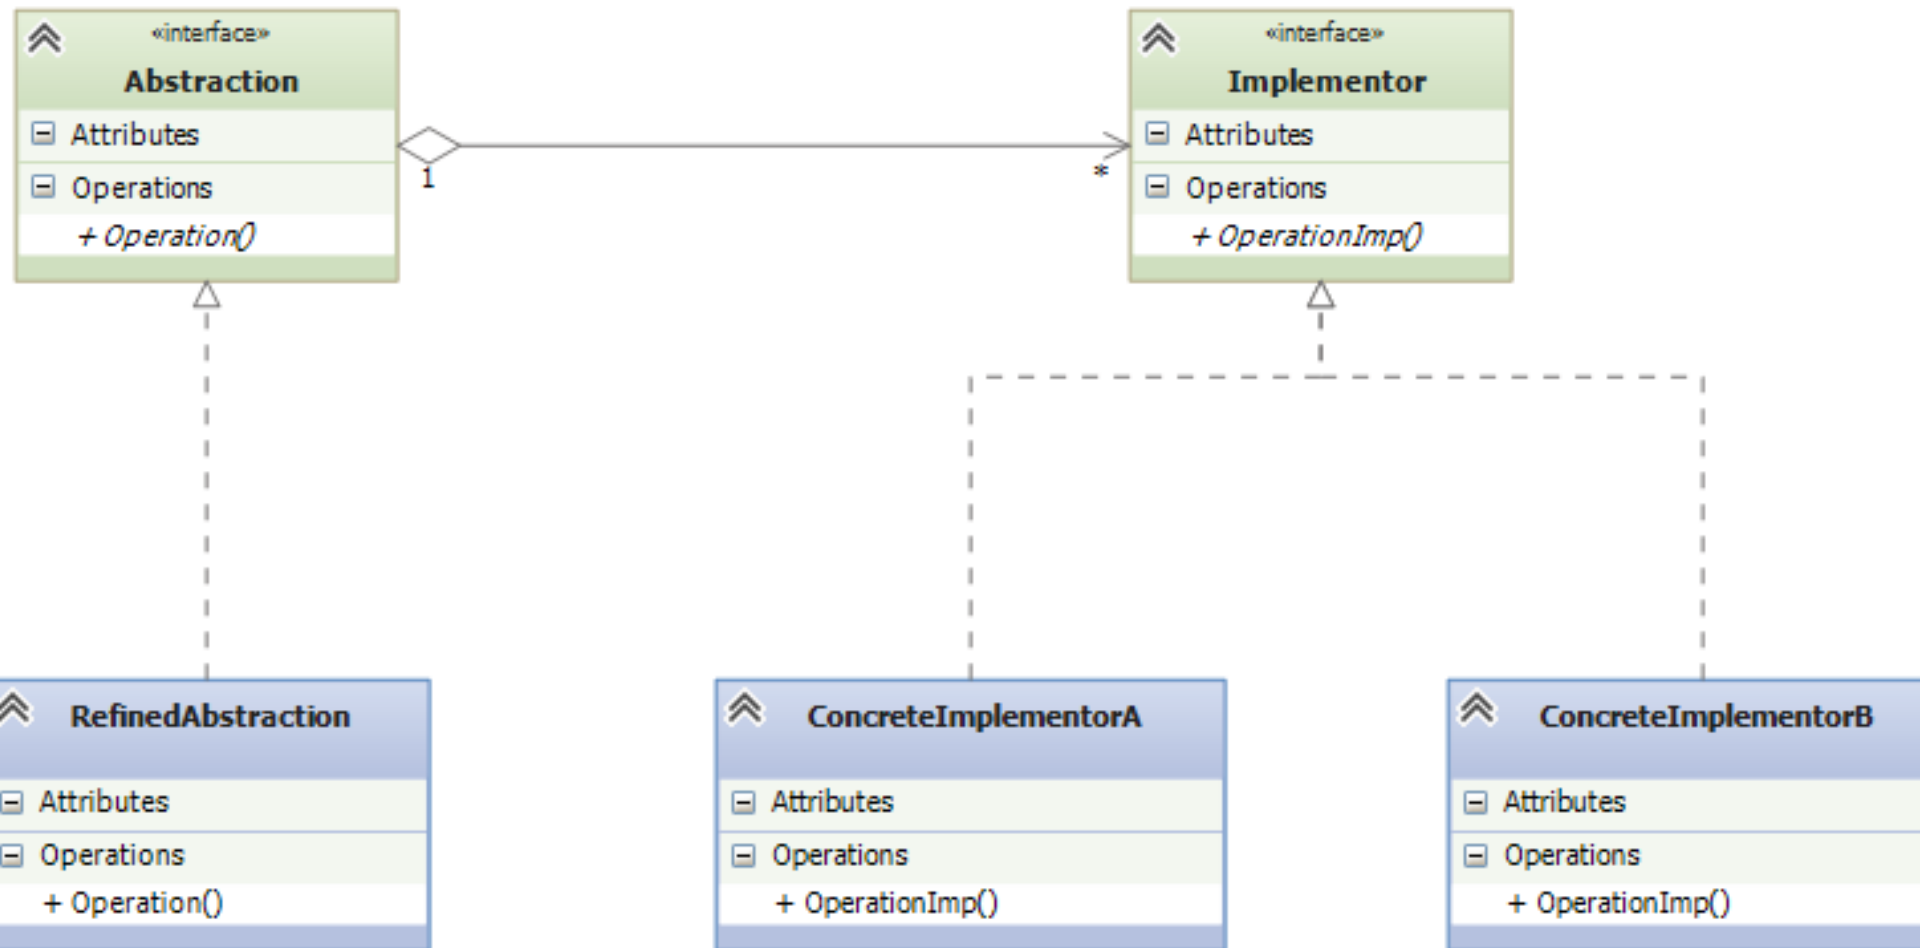 «interface»
Abstraction
Attributes
Operations
+ Operation()
1
*
«interface»
Implementor
Attributes
Operations
+ OperationImp()
RefinedAbstraction
Attributes
Operations
+ Operation()
ConcreteImplementorA
Attributes
Operations
+ OperationImp()
ConcreteImplementorB
Attributes
Operations
+ OperationImp()